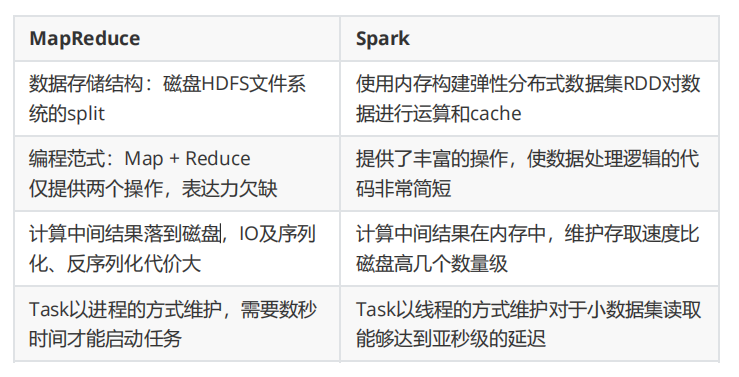 MapReduce
Spark
数据存储结构：磁盘HDFS文件系
统的split
使用内存构建弹性分布式数据集RDD对数
据进行运算和cache
编程范式：Map + Reduce
仅提供两个操作，表达力欠缺
提供了丰富的操作，使数据处理逻辑的代
码非常简短
计算中间结果落到磁盘，IO及序列
化、反序列化代价大
计算中间结果在内存中，维护存取速度比
磁盘高几个数量级
Task以进程的方式维护，需要数秒
时间才能启动任务
Task以线程的方式维护对于小数据集读取
能够达到亚秒级的延迟